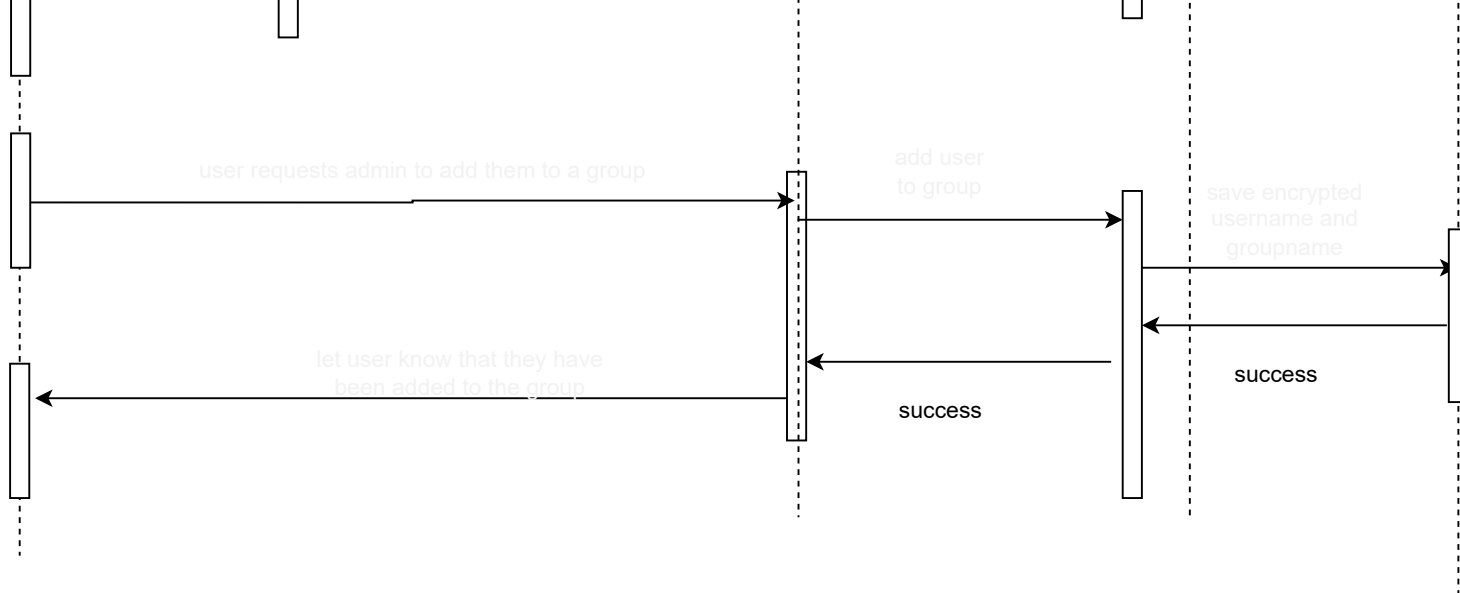 user requests admin to add them to a group
add user
to group
save encrypted
username and
groupname
let user know that they have
been added to the group
success
success